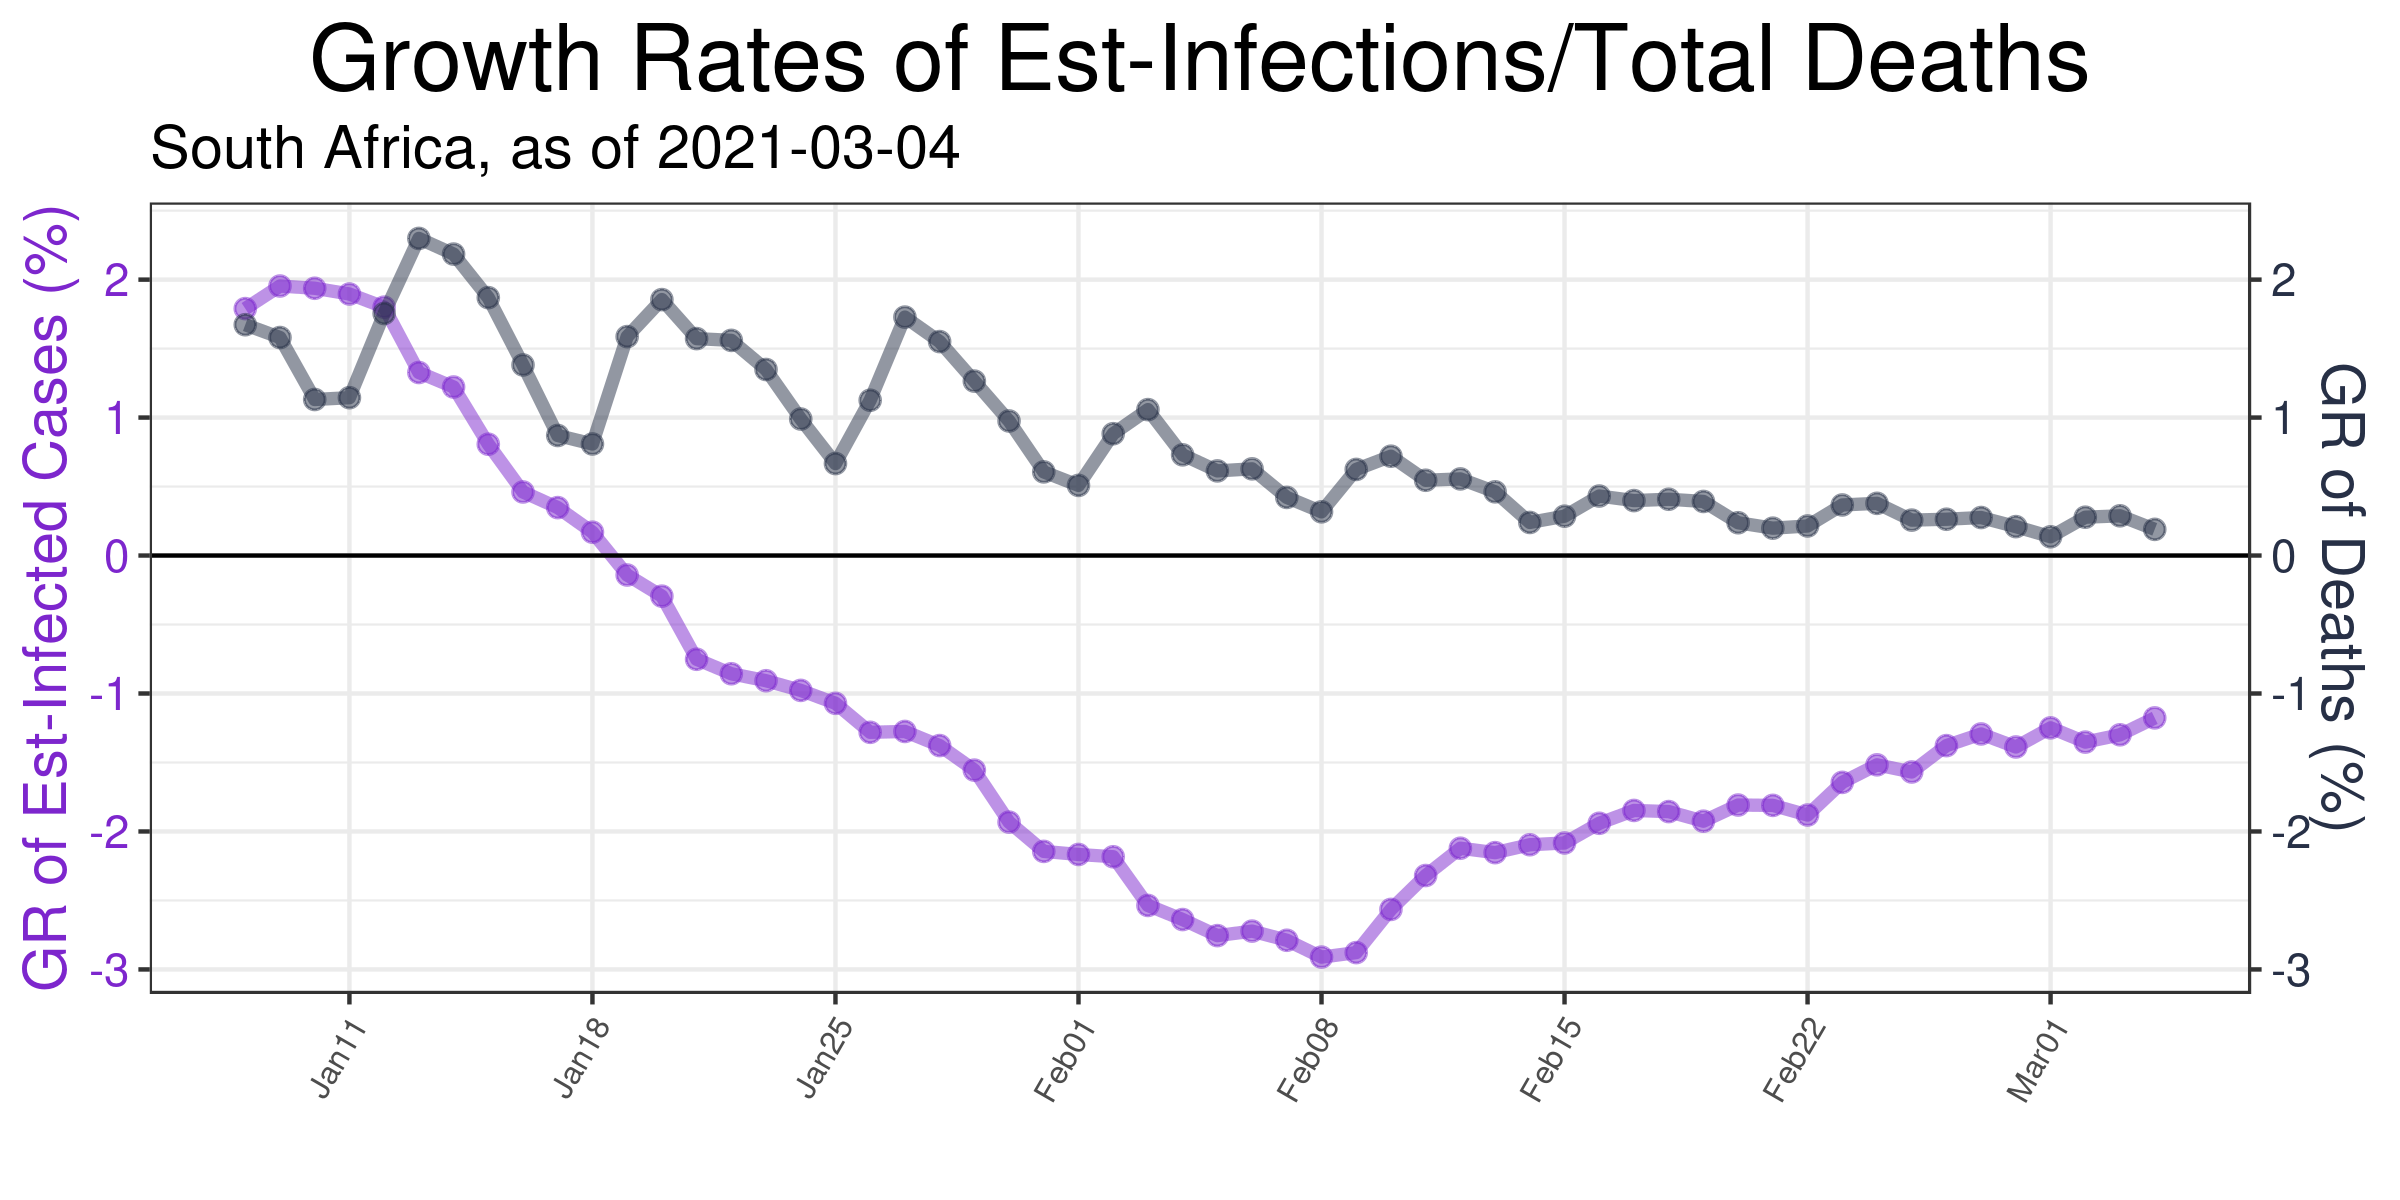 Growth Rates of Est-Infections/Total Deaths
South Africa, as of 2021-03-04
GR of Est-Infected Cases (%)
2
1
0
-1
-2
-3
2
1
0
-1
-2
-3
GR of Deaths (%)
Jan11
Jan18
Jan25
Feb01
Feb08
Feb15
Feb22
Mar01